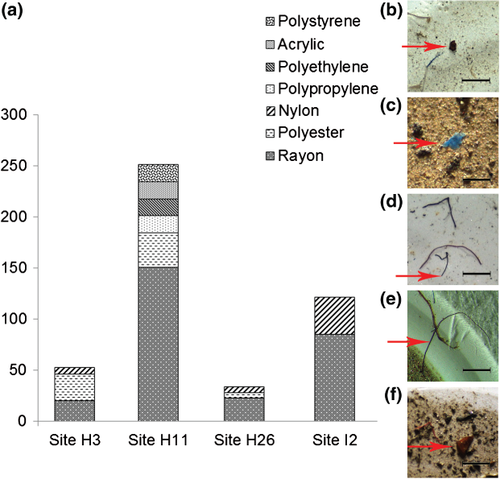 (a)
Polystyrene
Acrylic
Polyethylene
Polypropylene
Nylon
Polyester
Rayon
300
250
200
150
100
50
0
Site H3 Site H11 Site H26 Site I2
(b)
(c)
(d)
(e)
(f)